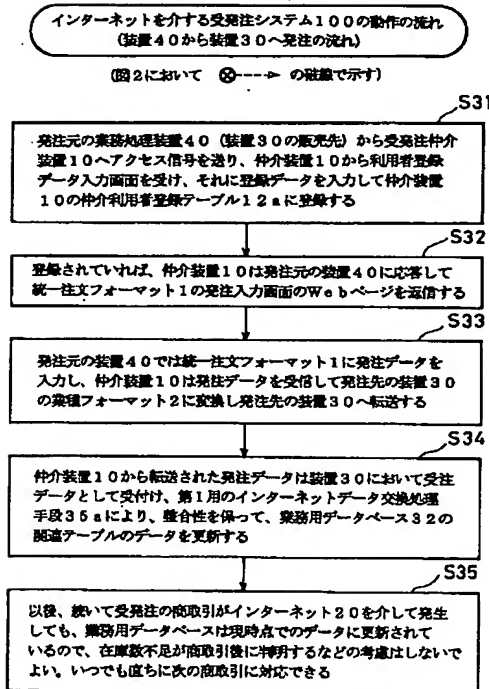 インターネットを介する受発注システム100の動作の流れ
(装置40から装置30へ発注の流れ)
(図2において ⊗----> の破線で示す)
S31
発注元の業務処理装置40(装置30の販売先)から受発注仲介
装置10へアクセス信号を送り、仲介装置10から利用者登録
データ入力画面を受け、それに登録データを入力して仲介装置
10の仲介利用者登録テーブル12aに登録する
S32
登録されていれば、仲介装置10は発注元の装置40に応答して
統一注文フォーマット1の発注入力画面のWebページを返信する
S33
発注元の装置40では統一注文フォーマット1に発注データを
入力し、仲介装置10は発注データを受信して発注先の装置30
の業種フォーマット2に変換し発注先の装置30へ転送する
S34
仲介装置10から転送された発注データは装置30において受注
データとして受付け、第1用のインターネットデータ交換処理
手段35aにより、整合性を保って、業務用データベース32の
関連テーブルのデータを更新する
S35
以後、続いて受発注の商取引がインターネット20を介して発生
しても、業務用データベースは現時点でのデータに更新されて
いるので、在庫数不足が商取引後に判明するなどの考慮はしないで
よい。いつでも直ちに次の商取引に対応できる